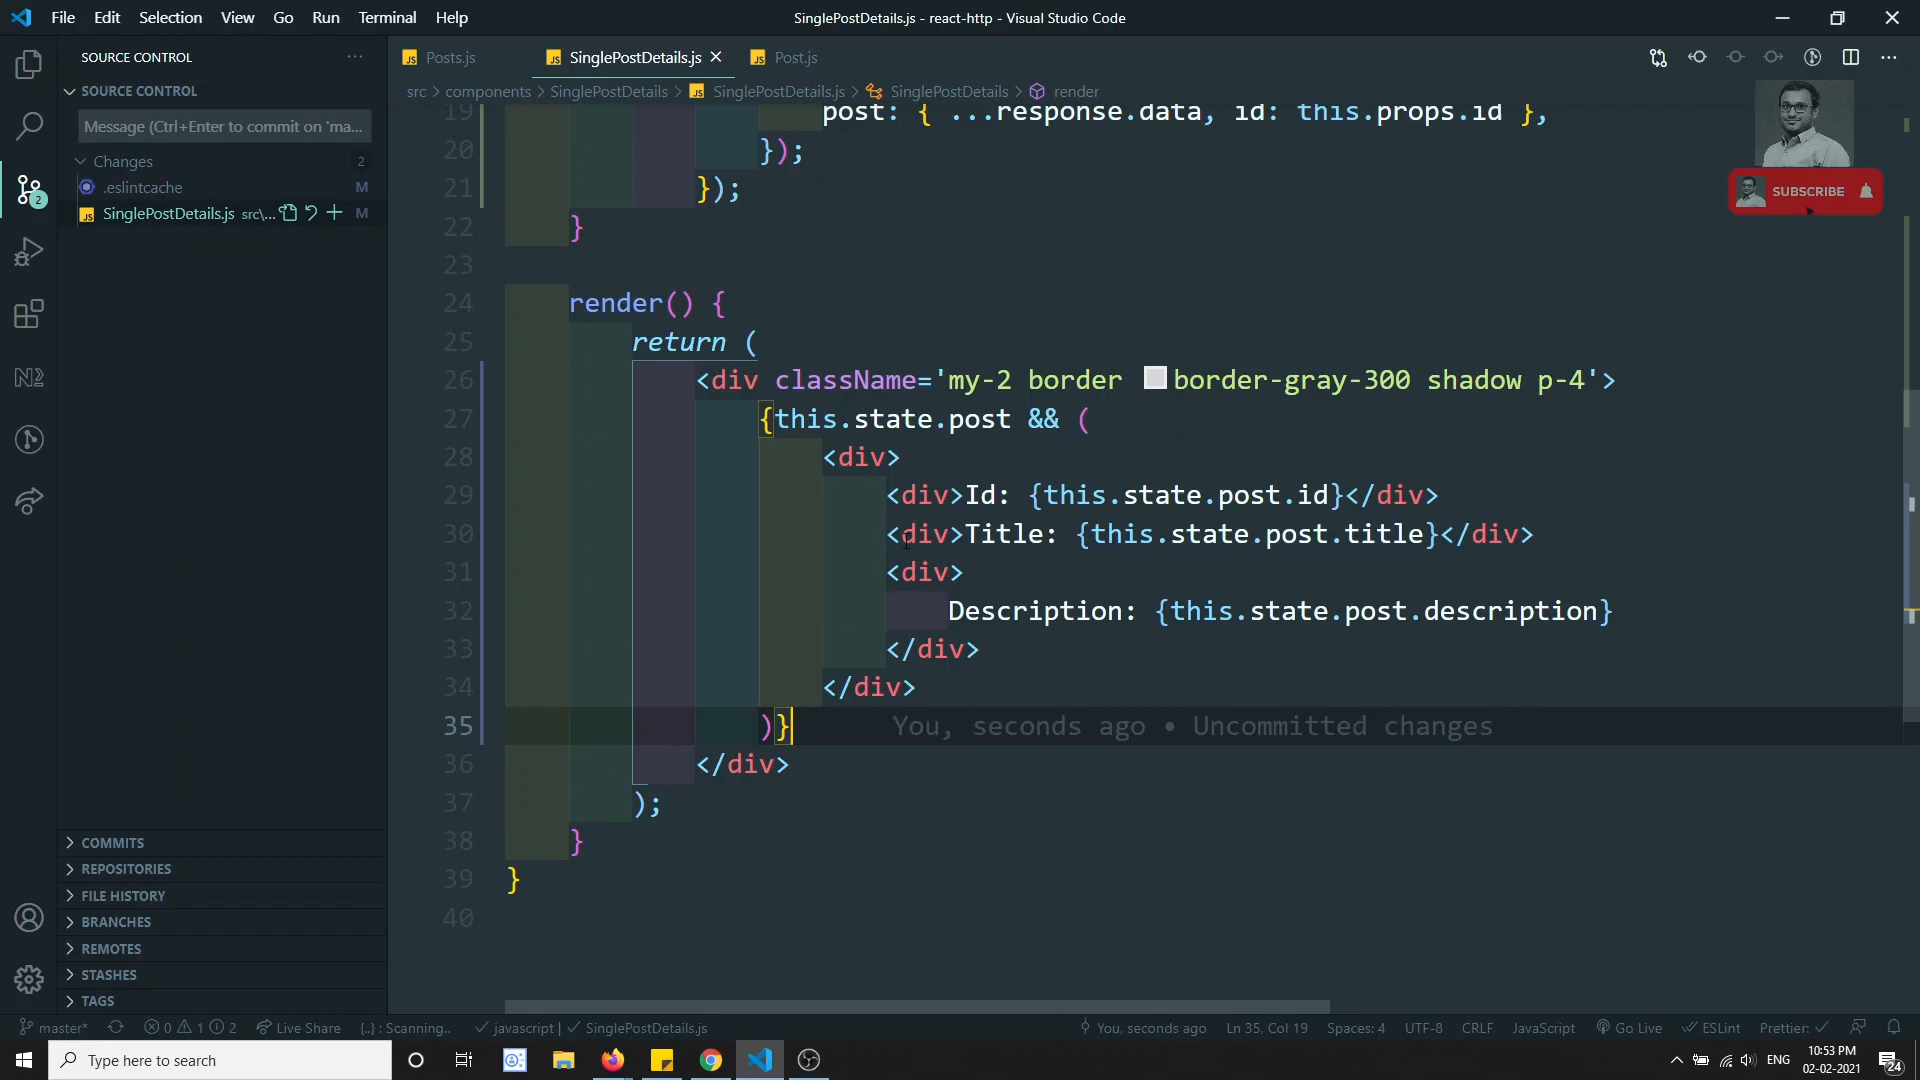 File Edit Selection View Go Run Terminal Help
SinglePostDetails.js - react-http - Visual Studio Code
SOURCE CONTROL
Posts.js
SinglePostDetails.js
Post.js
SOURCE CONTROL
src > components > SinglePostDetails > SinglePostDetails.js > SinglePostDetails > render
Message (Ctrl+Enter to commit on 'ma...
Changes 2
.eslintcache M
SinglePostDetails.js src\... M
19 post: { ...response.data, id: this.props.id },
20 });
21 });
22 }
23
24 render() {
25 return (
26 <div className='my-2 border border-gray-300 shadow p-4'>
27 {this.state.post && (
28 <div>
29 <div>Id: {this.state.post.id}</div>
30 <div>Title: {this.state.post.title}</div>
31 <div>
32 Description: {this.state.post.description}
33 </div>
34 </div>
35 )} You, seconds ago • Uncommitted changes
36 </div>
37 );
38 }
39 }
40
SUBSCRIBE
COMMITS
REPOSITORIES
FILE HISTORY
BRANCHES
REMOTES
STASHES
TAGS
master* 0 1 2 Live Share {..} : Scanning.. javascript | SinglePostDetails.js You, seconds ago Ln 35, Col 19 Spaces: 4 UTF-8 CRLF JavaScript Go Live ESLint Prettier:
Type here to search
ENG
10:53 PM
02-02-2021
24